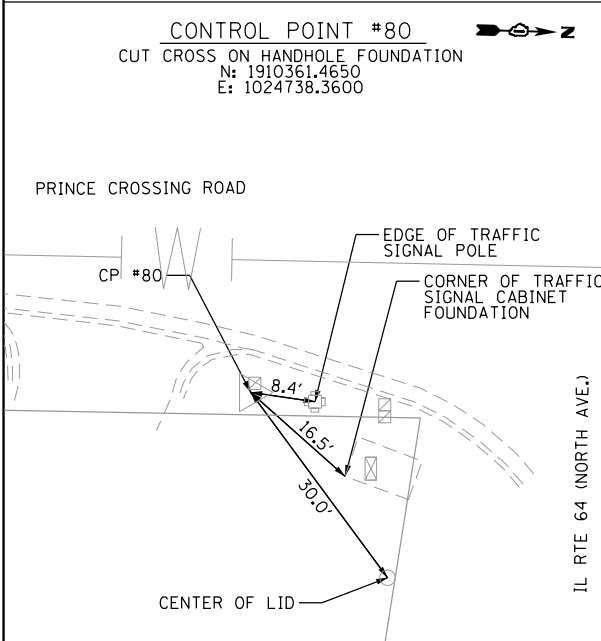 CONTROL POINT #80
N
CUT CROSS ON HANDHOLE FOUNDATION
N: 1910361.4650
E: 1024738.3600
PRINCE CROSSING ROAD
EDGE OF TRAFFIC
SIGNAL POLE
CP #80
CORNER OF TRAFFIC
SIGNAL CABINET
FOUNDATION
8.4'
16.5'
30.0'
IL RTE 64 (NORTH AVE.)
CENTER OF LID